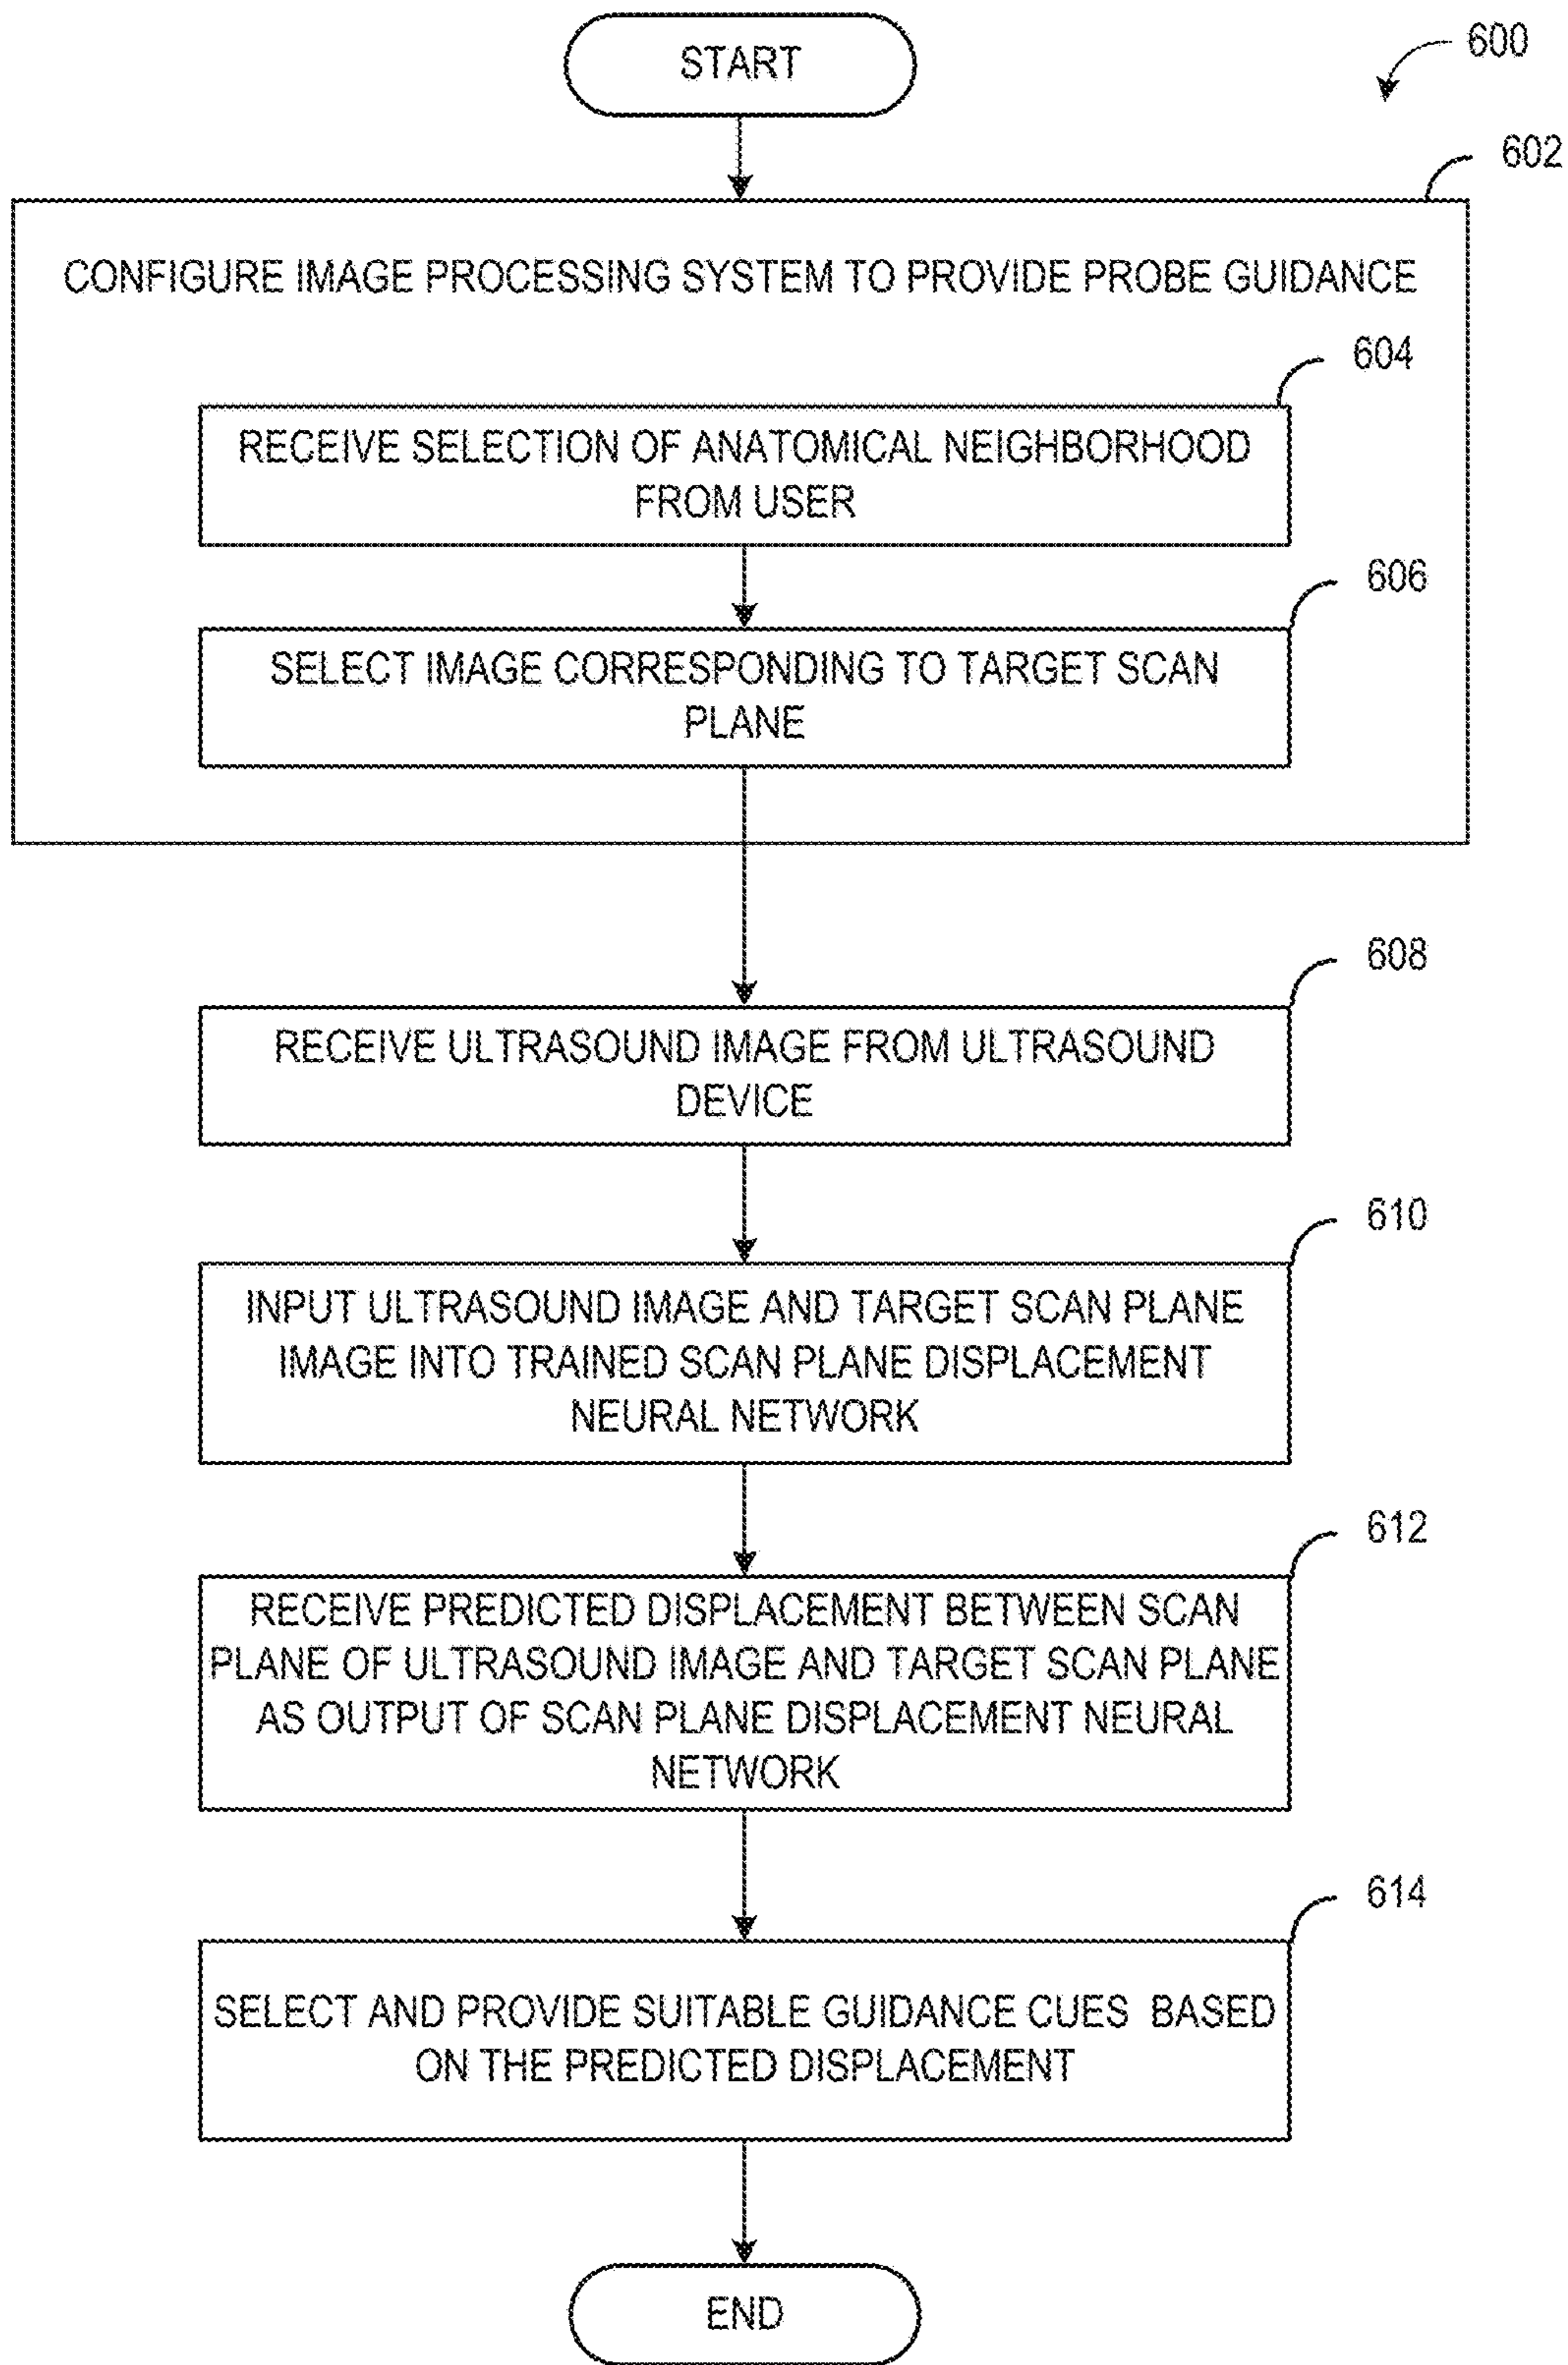 START
600
602
CONFIGURE IMAGE PROCESSING SYSTEM TO PROVIDE PROBE GUIDANCE
604
RECEIVE SELECTION OF ANATOMICAL NEIGHBORHOOD
FROM USER
606
SELECT IMAGE CORRESPONDING TO TARGET SCAN
PLANE
608
RECEIVE ULTRASOUND IMAGE FROM ULTRASOUND
DEVICE
610
INPUT ULTRASOUND IMAGE AND TARGET SCAN PLANE
IMAGE INTO TRAINED SCAN PLANE DISPLACEMENT
NEURAL NETWORK
612
RECEIVE PREDICTED DISPLACEMENT BETWEEN SCAN
PLANE OF ULTRASOUND IMAGE AND TARGET SCAN PLANE
AS OUTPUT OF SCAN PLANE DISPLACEMENT NEURAL
NETWORK
614
SELECT AND PROVIDE SUITABLE GUIDANCE CUES BASED
ON THE PREDICTED DISPLACEMENT
END